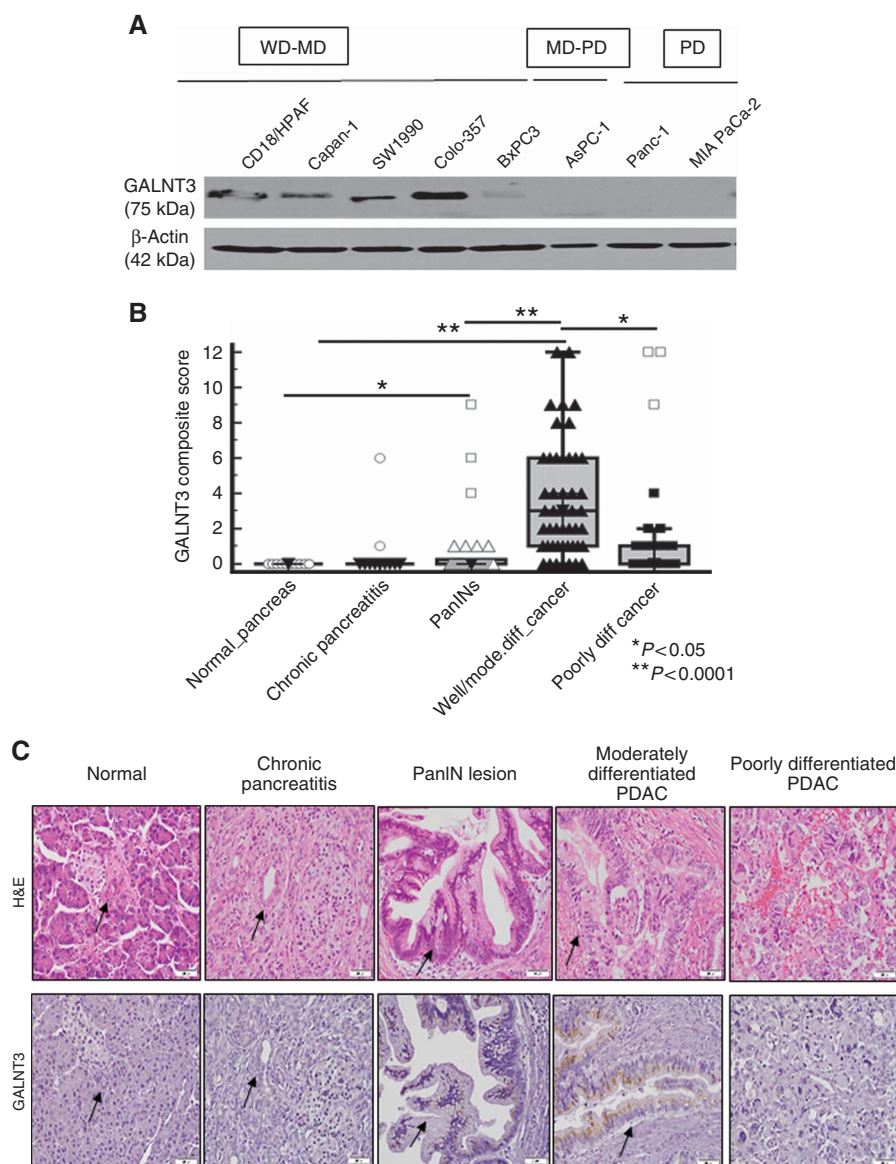 A
WD-MD MD-PD PD
CD18/HPAF Capan-1 SW1990 Colo-357 BxPC3 AsPC-1 Panc-1 MIA PaCa-2
GALNT3
(75 kDa)
β-Actin
(42 kDa)
B
** **
*
*
GALNT3 composite score
12
10
8
6
4
2
0
Normal_pancreas Chronic pancreatitis PanINs Well/mode.diff_cancer Poorly diff cancer
*P<0.05
**P<0.0001
C
Normal
Chronic
pancreatitis
PanIN lesion
Moderately
differentiated
PDAC
Poorly differentiated
PDAC
H&E
GALNT3